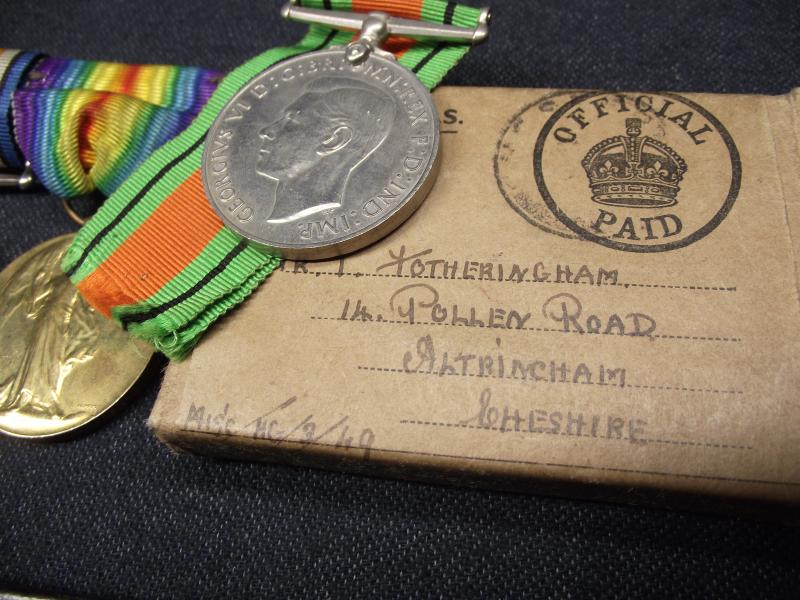 GEORGIVS VI D:G:BR:OMN:REX F:D:IND:IMP.
S.
OFFICIAL
PAID
FOTHERINGHAM.
14. POLLEN ROAD
ALTRINCHAM
CHESHIRE